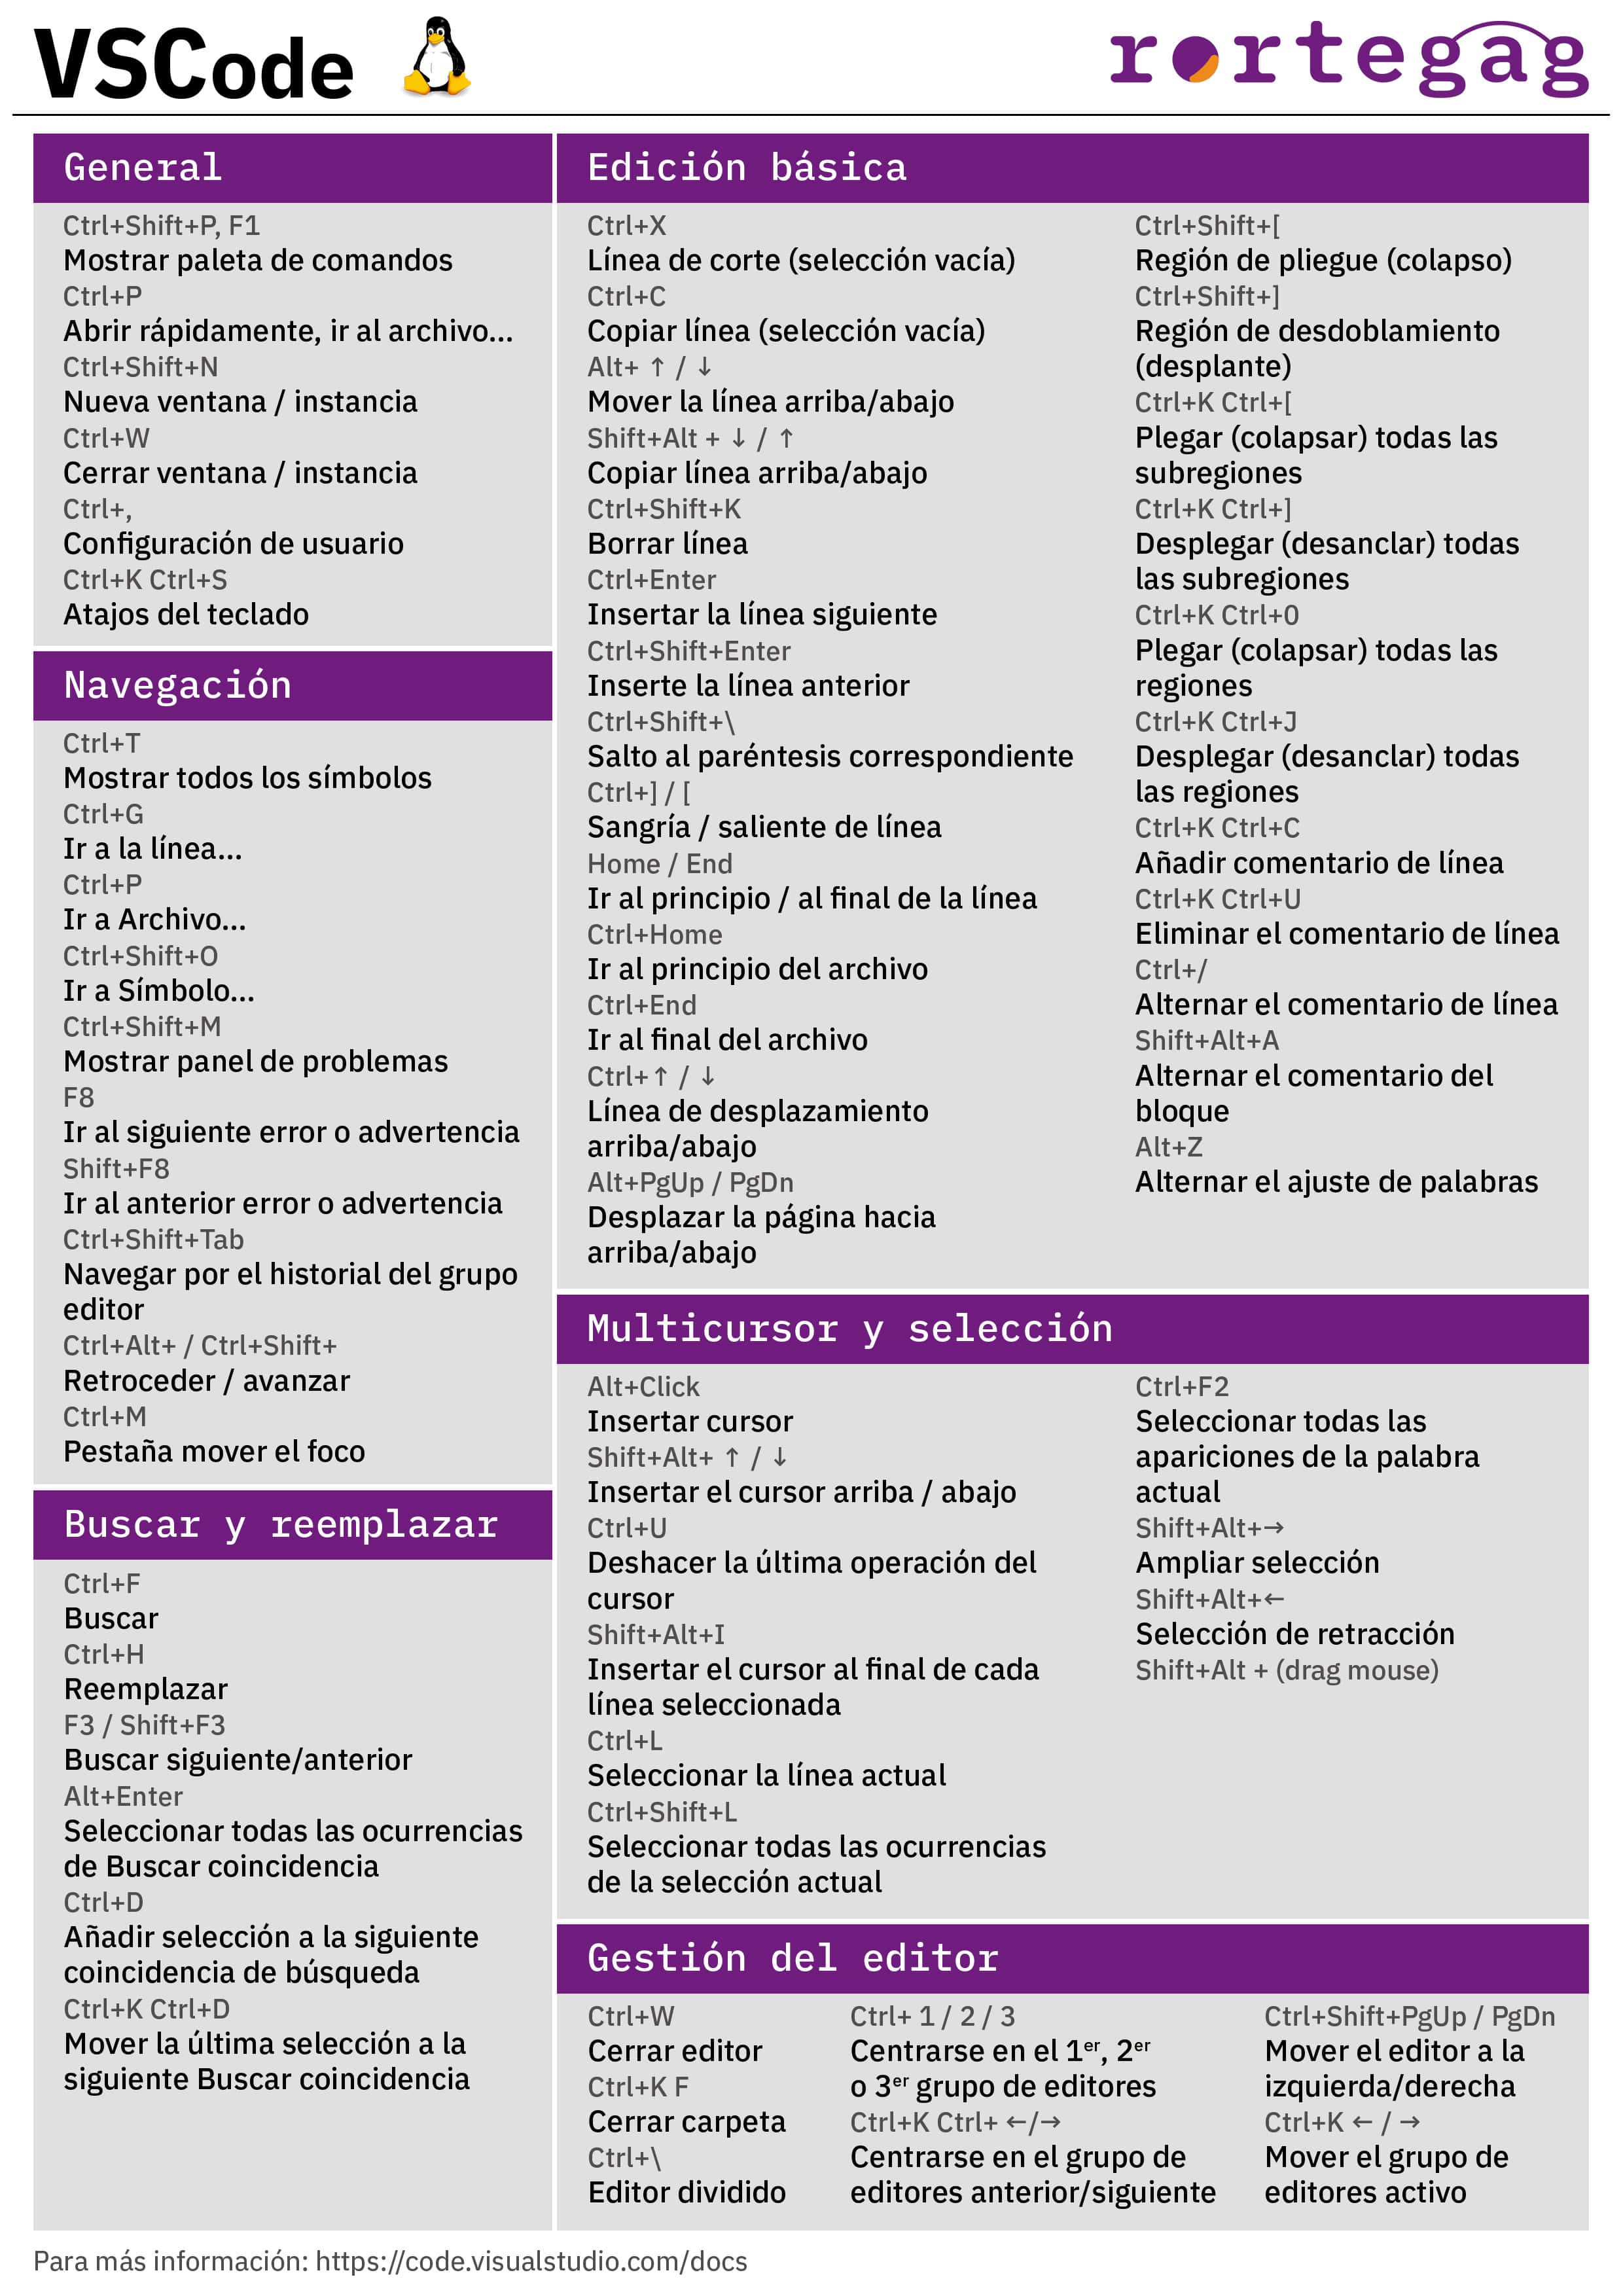 VSCode
rortegag
General
Ctrl+Shift+P, F1
Mostrar paleta de comandos
Ctrl+P
Abrir rápidamente, ir al archivo...
Ctrl+Shift+N
Nueva ventana / instancia
Ctrl+W
Cerrar ventana / instancia
Ctrl+,
Configuración de usuario
Ctrl+K Ctrl+S
Atajos del teclado
Navegación
Ctrl+T
Mostrar todos los símbolos
Ctrl+G
Ir a la línea...
Ctrl+P
Ir a Archivo...
Ctrl+Shift+O
Ir a Símbolo...
Ctrl+Shift+M
Mostrar panel de problemas
F8
Ir al siguiente error o advertencia
Shift+F8
Ir al anterior error o advertencia
Ctrl+Shift+Tab
Navegar por el historial del grupo
editor
Ctrl+Alt+ / Ctrl+Shift+
Retroceder / avanzar
Ctrl+M
Pestaña mover el foco
Buscar y reemplazar
Ctrl+F
Buscar
Ctrl+H
Reemplazar
F3 / Shift+F3
Buscar siguiente/anterior
Alt+Enter
Seleccionar todas las ocurrencias
de Buscar coincidencia
Ctrl+D
Añadir selección a la siguiente
coincidencia de búsqueda
Ctrl+K Ctrl+D
Mover la última selección a la
siguiente Buscar coincidencia
Edición básica
Ctrl+X
Línea de corte (selección vacía)
Ctrl+C
Copiar línea (selección vacía)
Alt+ ↑ / ↓
Mover la línea arriba/abajo
Shift+Alt + ↓ / ↑
Copiar línea arriba/abajo
Ctrl+Shift+K
Borrar línea
Ctrl+Enter
Insertar la línea siguiente
Ctrl+Shift+Enter
Inserte la línea anterior
Ctrl+Shift+\
Salto al paréntesis correspondiente
Ctrl+] / [
Sangría / saliente de línea
Home / End
Ir al principio / al final de la línea
Ctrl+Home
Ir al principio del archivo
Ctrl+End
Ir al final del archivo
Ctrl+↑ / ↓
Línea de desplazamiento
arriba/abajo
Alt+PgUp / PgDn
Desplazar la página hacia
arriba/abajo
Ctrl+Shift+[
Región de pliegue (colapso)
Ctrl+Shift+]
Región de desdoblamiento
(desplante)
Ctrl+K Ctrl+[
Plegar (colapsar) todas las
subregiones
Ctrl+K Ctrl+]
Desplegar (desanclar) todas
las subregiones
Ctrl+K Ctrl+0
Plegar (colapsar) todas las
regiones
Ctrl+K Ctrl+J
Desplegar (desanclar) todas
las regiones
Ctrl+K Ctrl+C
Añadir comentario de línea
Ctrl+K Ctrl+U
Eliminar el comentario de línea
Ctrl+/
Alternar el comentario de línea
Shift+Alt+A
Alternar el comentario del
bloque
Alt+Z
Alternar el ajuste de palabras
Multicursor y selección
Alt+Click
Insertar cursor
Shift+Alt+ ↑ / ↓
Insertar el cursor arriba / abajo
Ctrl+U
Deshacer la última operación del
cursor
Shift+Alt+I
Insertar el cursor al final de cada
línea seleccionada
Ctrl+L
Seleccionar la línea actual
Ctrl+Shift+L
Seleccionar todas las ocurrencias
de la selección actual
Ctrl+F2
Seleccionar todas las
apariciones de la palabra
actual
Shift+Alt+→
Ampliar selección
Shift+Alt+←
Selección de retracción
Shift+Alt + (drag mouse)
Gestión del editor
Ctrl+W
Cerrar editor
Ctrl+K F
Cerrar carpeta
Ctrl+\
Editor dividido
Ctrl+ 1 / 2 / 3
Centrarse en el 1er, 2er
o 3er grupo de editores
Ctrl+K Ctrl+ ←/→
Centrarse en el grupo de
editores anterior/siguiente
Ctrl+Shift+PgUp / PgDn
Mover el editor a la
izquierda/derecha
Ctrl+K ← / →
Mover el grupo de
editores activo
Para más información: https://code.visualstudio.com/docs